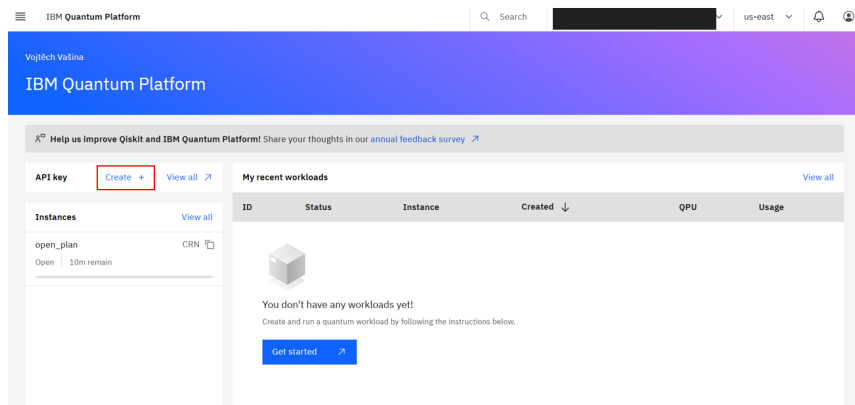 IBM Quantum Platform
Search
us-east
Vojtěch Vašina
IBM Quantum Platform
Help us improve Qiskit and IBM Quantum Platform! Share your thoughts in our annual feedback survey
API key Create + View all
Instances View all
open_plan CRN
Open 10m remain
My recent workloads View all
ID Status Instance Created QPU Usage
You don't have any workloads yet!
Create and run a quantum workload by following the instructions below.
Get started